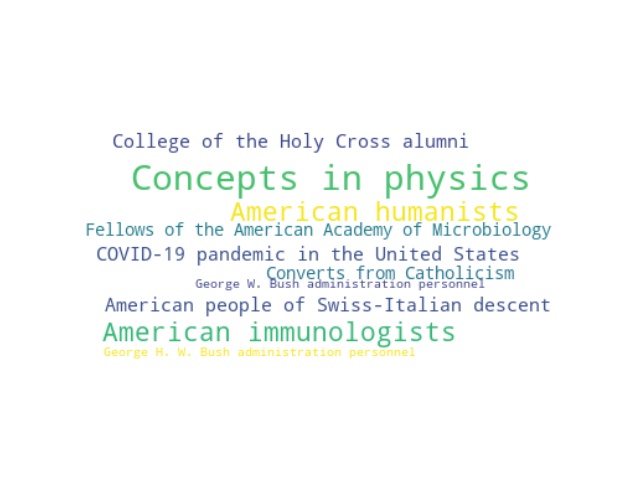 College of the Holy Cross alumni
Concepts in physics
American humanists
Fellows of the American Academy of Microbiology
COVID-19 pandemic in the United States
Converts from Catholicism
George W. Bush administration personnel
American people of Swiss-Italian descent
American immunologists
George H. W. Bush administration personnel